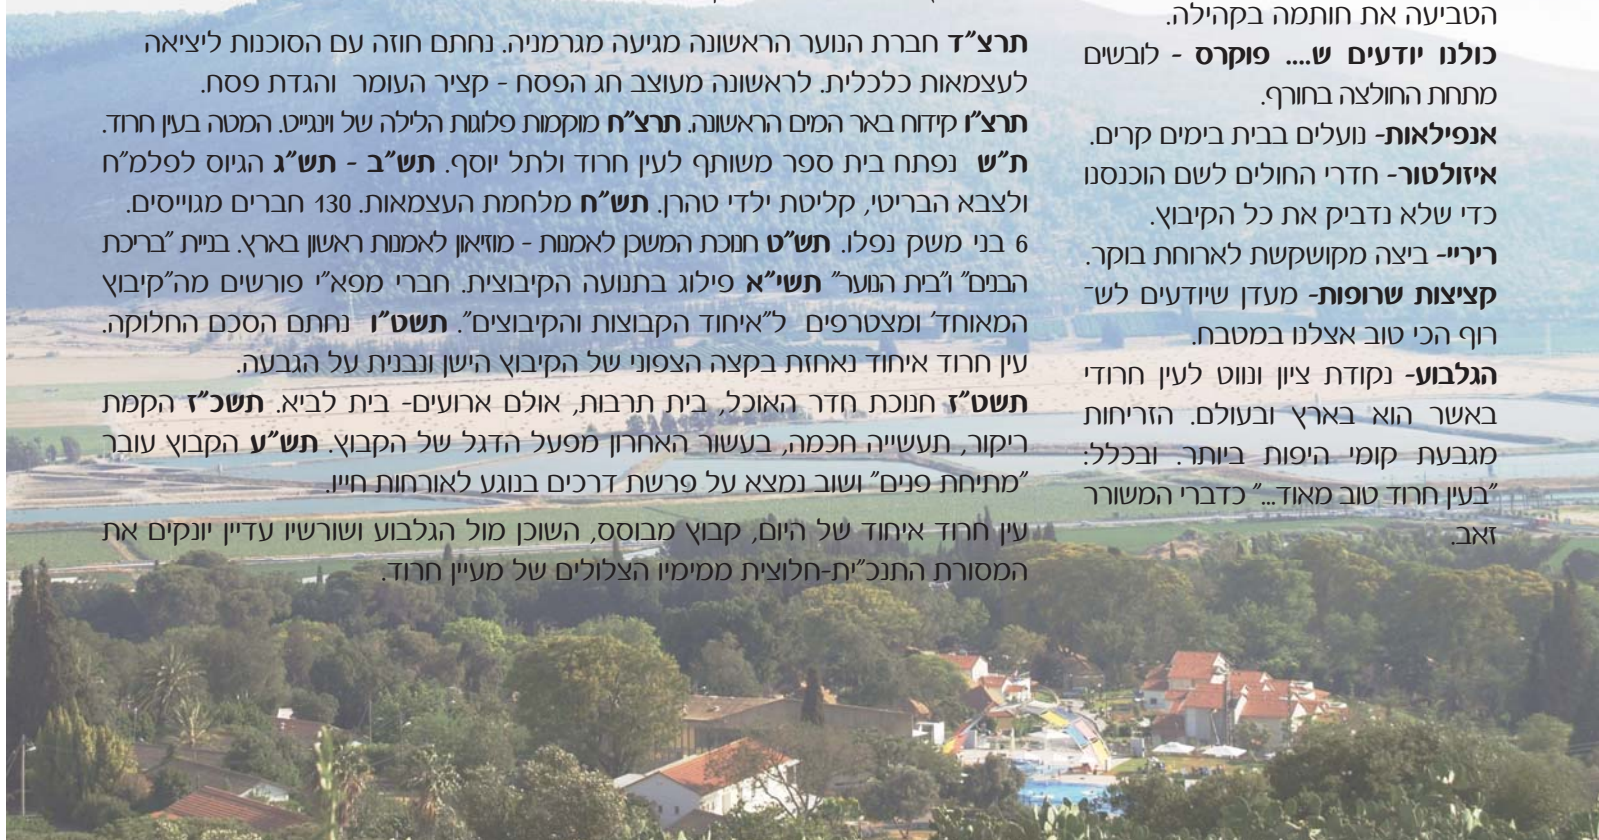 הטביעה את חותמה בקהילה.
כולנו יודעים ש.... פוקרס - לובשים
מתחת החולצה בחורף.
אנפילאות- נועלים בבית בימים קרים.
איזולטור- חדרי החולים לשם הוכנסנו
כדי שלא נדביק את כל הקיבוץ.
ריריי- ביצה מקושקשת לארוחת בוקר.
קציצות שרופות- מעדן שיודעים לש־
רוף הכי טוב אצלנו במטבח.
הגלבוע- נקודת ציון ונווט לעין חרודי
באשר הוא בארץ ובעולם. הזריחות
מגבעת קומי היפות ביותר. ובכלל:
"בעין חרוד טוב מאוד..." כדברי המשורר
זאב.
תרצ"ד חברת הנוער הראשונה מגיעה מגרמניה. נחתם חוזה עם הסוכנות ליציאה
לעצמאות כלכלית. לראשונה מעוצב חג הפסח - קציר העומר והגדת פסח.
תרצ"ו קידוח באר המים הראשונה. תרצ"ח מוקמות פלוגות הלילה של וינגייט. המטה בעין חרוד.
ת"ש נפתח בית ספר משותף לעין חרוד ולתל יוסף. תש"ב - תש"ג הגיוס לפלמ"ח
ולצבא הבריטי, קליטת ילדי טהרן. תש"ח מלחמת העצמאות. 130 חברים מגוייסים.
6 בני משק נפלו. תש"ט חנוכת המשכן לאמנות - מוזיאון לאמנות ראשון בארץ. בניית "בריכת
הבנים" ו"בית הנוער" תשי"א פילוג בתנועה הקיבוצית. חברי מפא"י פורשים מה"קיבוץ
המאוחד' ומצטרפים ל"איחוד הקבוצות והקיבוצים". תשט"ו נחתם הסכם החלוקה.
עין חרוד איחוד נאחזת בקצה הצפוני של הקיבוץ הישן ונבנית על הגבעה.
תשט"ז חנוכת חדר האוכל, בית תרבות, אולם ארועים- בית לביא. תשכ"ז הקמת
ריקור, תעשייה חכמה, בעשור האחרון מפעל הדגל של הקבוץ. תש"ע הקבוץ עובר
"מתיחת פנים" ושוב נמצא על פרשת דרכים בנוגע לאורחות חייו.
עין חרוד איחוד של היום, קבוץ מבוסס, השוכן מול הגלבוע ושורשיו עדיין יונקים את
המסורת התנכ"ית-חלוצית ממימיו הצלולים של מעיין חרוד.